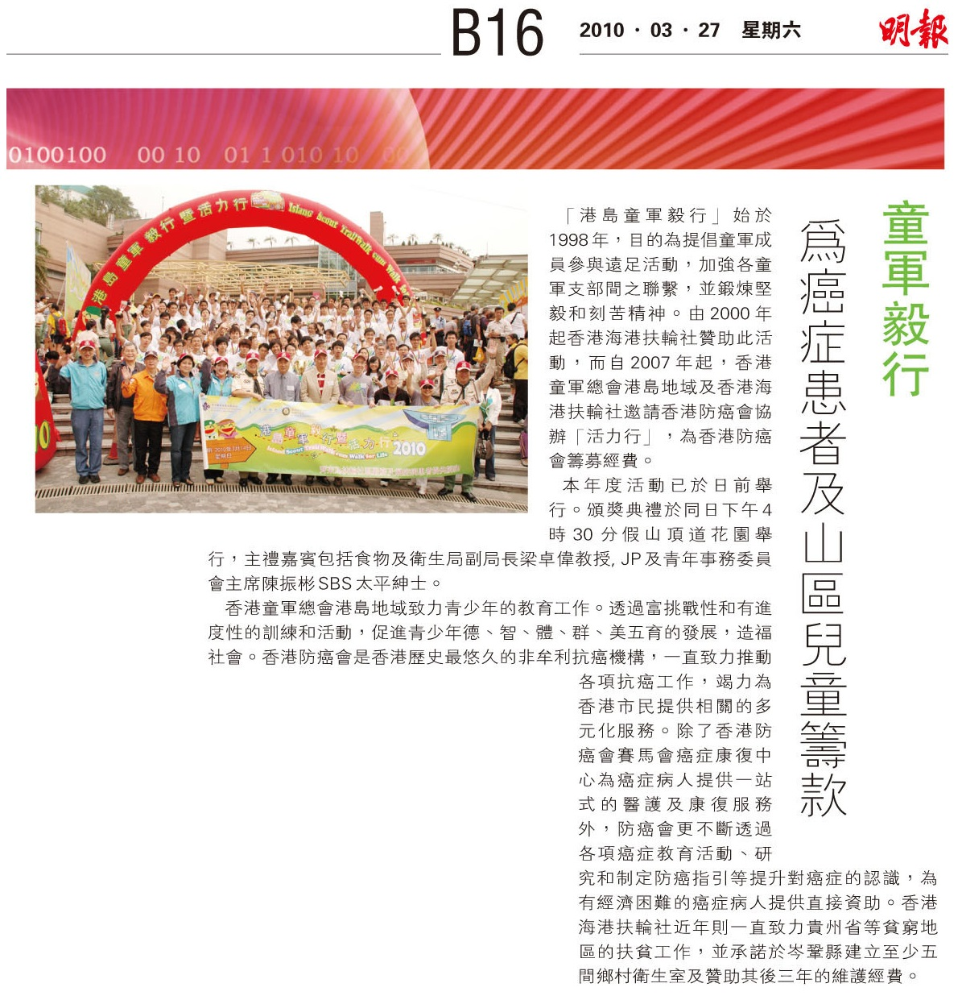 B16
2010 · 03 · 27 星期六
明報
0100100 00 10 01 1 010 10 00
童軍毅行
為癌症患者及山區兒童籌款
港島童軍毅行暨活力行
Island Scout TrailWalk cum Walk for
港島童軍毅行暨活力行 2010
Island Scout TrailWalk cum Walk for Life
「港島童軍毅行」始於
1998年，目的為提倡童軍成
員參與遠足活動，加強各童
軍支部間之聯繫，並鍛煉堅
毅和刻苦精神。由2000年
起香港海港扶輪社贊助此活
動，而自2007年起，香港
童軍總會港島地域及香港海
港扶輪社邀請香港防癌會協
辦「活力行」，為香港防癌
會籌募經費。
本年度活動已於日前舉
行。頒獎典禮於同日下午4
時30分假山頂道花園舉
行，主禮嘉賓包括食物及衛生局副局長梁卓偉教授, JP及青年事務委員
會主席陳振彬SBS太平紳士。
香港童軍總會港島地域致力青少年的教育工作。透過富挑戰性和有進
度性的訓練和活動，促進青少年德、智、體、群、美五育的發展，造福
社會。香港防癌會是香港歷史最悠久的非牟利抗癌機構，一直致力推動
各項抗癌工作，竭力為
香港市民提供相關的多
元化服務。除了香港防
癌會賽馬會癌症康復中
心為癌症病人提供一站
式的醫護及康復服務
外，防癌會更不斷透過
各項癌症教育活動、研
究和制定防癌指引等提升對癌症的認識，為
有經濟困難的癌症病人提供直接資助。香港
海港扶輪社近年則一直致力貴州省等貧窮地
區的扶貧工作，並承諾於岑鞏縣建立至少五
間鄉村衛生室及贊助其後三年的維護經費。